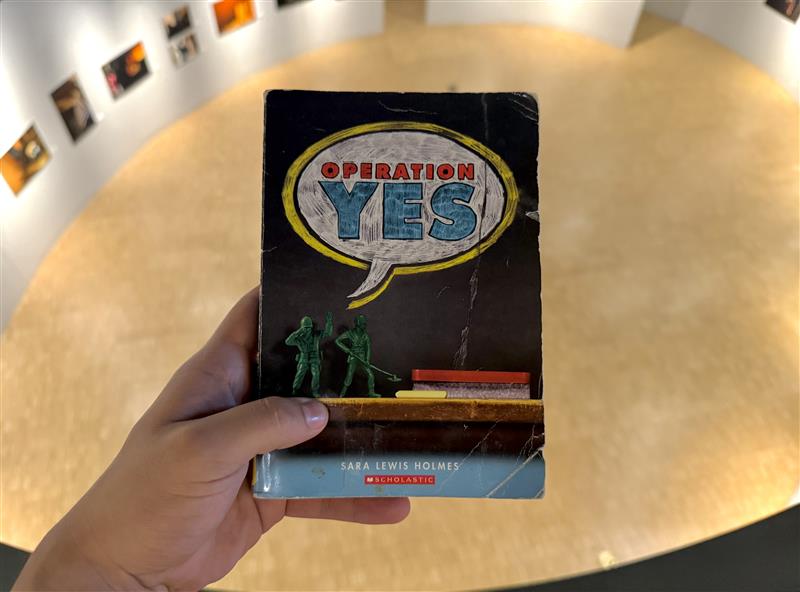 OPERATION
YES
SARA LEWIS HOLMES
SCHOLASTIC